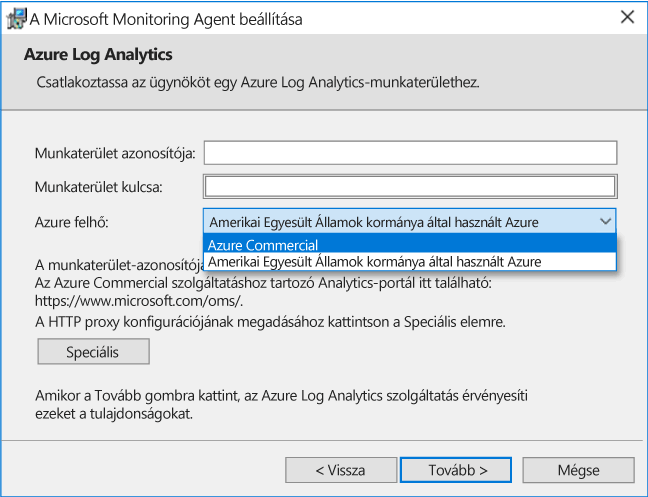 A Microsoft Monitoring Agent beállítása
Azure Log Analytics
Csatlakoztassa az ügynököt egy Azure Log Analytics-munkaterülethez.
Munkaterület azonosítója:
Munkaterület kulcsa:
Azure felhő:
Amerikai Egyesült Államok kormánya által használt Azure
Azure Commercial
Amerikai Egyesült Államok kormánya által használt Azure
A munkaterület-azonosítója
Az Azure Commercial szolgáltatáshoz tartozó Analytics-portál itt található:
https://www.microsoft.com/oms/.
A HTTP proxy konfigurációjának megadásához kattintson a Speciális elemre.
Speciális
Amikor a Tovább gombra kattint, az Azure Log Analytics szolgáltatás érvényesíti
ezeket a tulajdonságokat.
< Vissza
Tovább >
Mégse